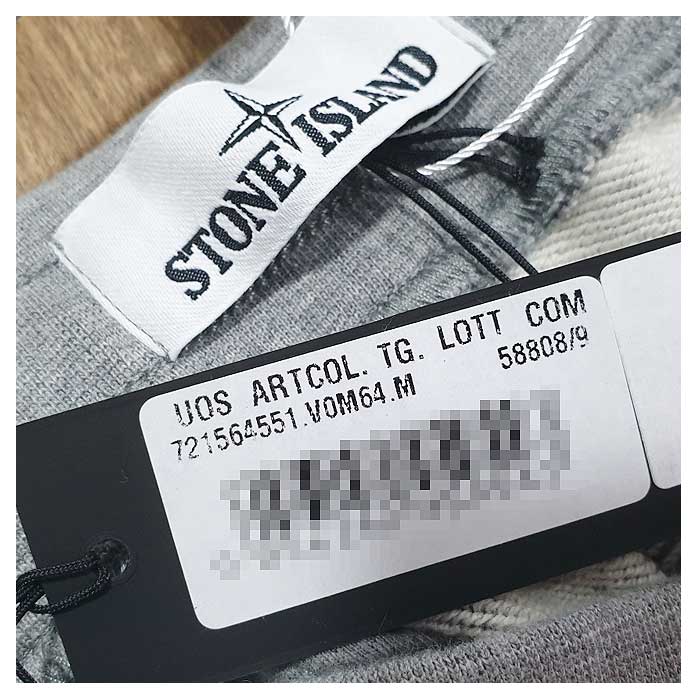 STONE ISLAND
UOS ARTCOL. TG. LOTT COM
721564551.V0M64.M 58808/9